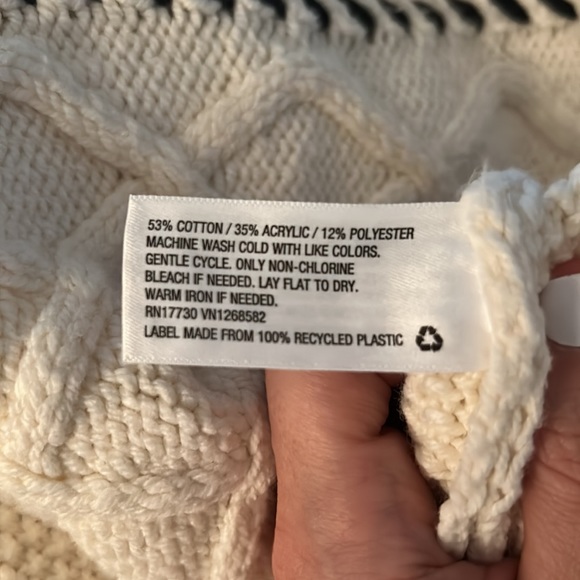 53% COTTON / 35% ACRYLIC / 12% POLYESTER
MACHINE WASH COLD WITH LIKE COLORS.
GENTLE CYCLE. ONLY NON-CHLORINE
BLEACH IF NEEDED. LAY FLAT TO DRY.
WARM IRON IF NEEDED.
RN17730 VN1268582
LABEL MADE FROM 100% RECYCLED PLASTIC